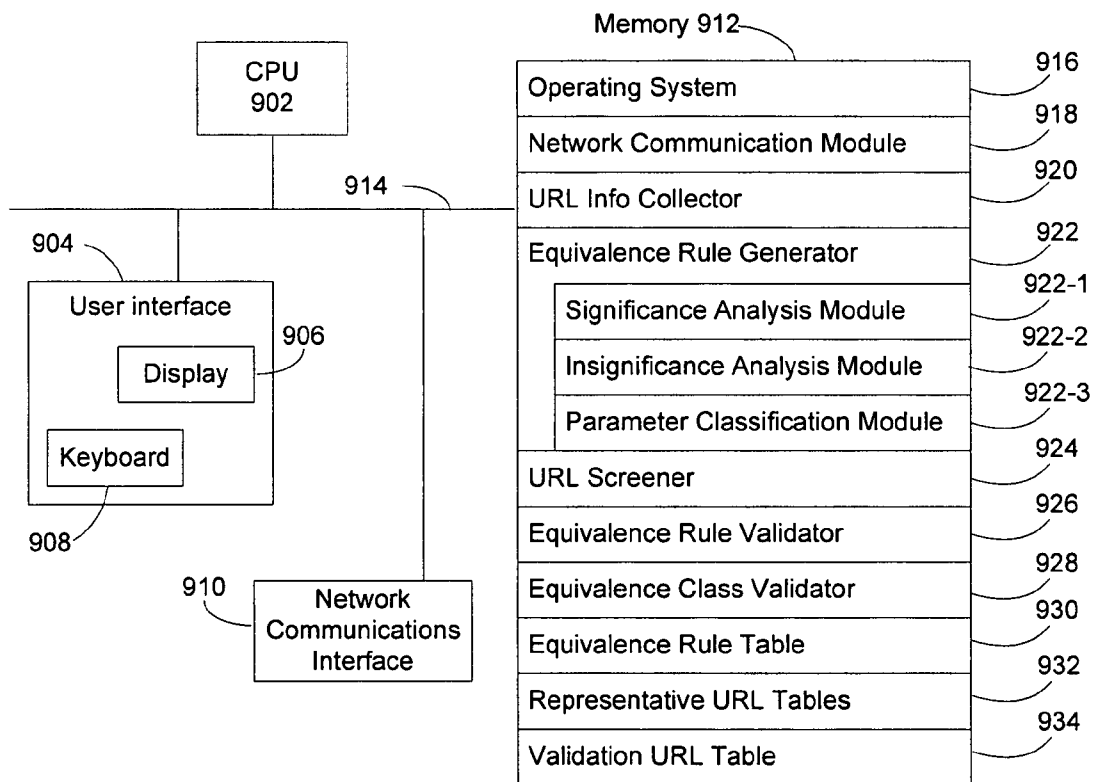 Memory 912
CPU
902
914
904
User interface
906
Display
Keyboard
908
910
Network
Communications
Interface
Operating System
916
Network Communication Module
918
URL Info Collector
920
Equivalence Rule Generator
922
Significance Analysis Module
922-1
Insignificance Analysis Module
922-2
Parameter Classification Module
922-3
URL Screener
924
Equivalence Rule Validator
926
Equivalence Class Validator
928
Equivalence Rule Table
930
Representative URL Tables
932
Validation URL Table
934